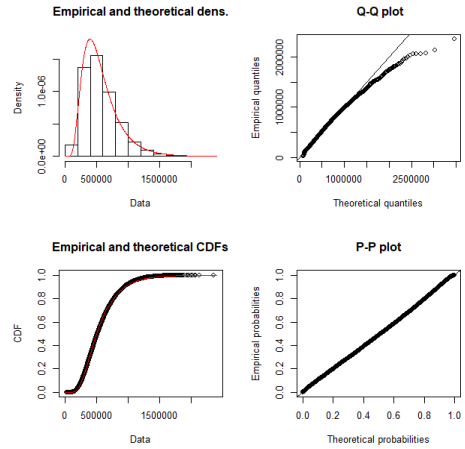 Empirical and theoretical dens.
Density
0.0e+00 1.0e-06
0 500000 1500000
Data
Q-Q plot
Empirical quantiles
0 1000000 2000000
0 1000000 2500000
Theoretical quantiles
Empirical and theoretical CDFs
CDF
0.0 0.2 0.4 0.6 0.8 1.0
0 500000 1500000
Data
P-P plot
Empirical probabilities
0.0 0.2 0.4 0.6 0.8 1.0
0.0 0.2 0.4 0.6 0.8 1.0
Theoretical probabilities